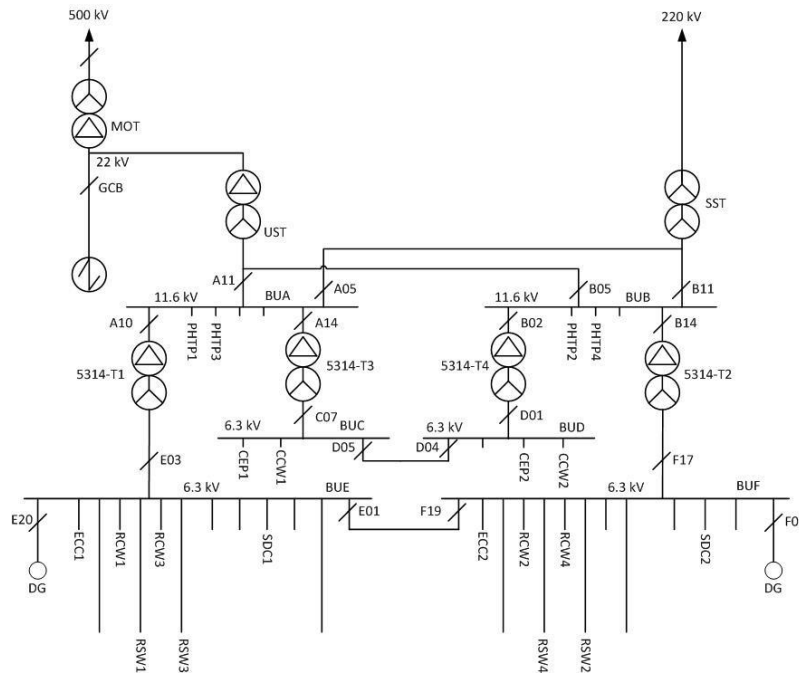 500 kV
220 kV
MOT
22 kV
GCB
UST
SST
A11
A05
B05
B11
11.6 kV
BUA
11.6 kV
BUB
A10
PHTP1
PHTP3
A14
B02
PHTP2
PHTP4
B14
5314-T1
5314-T3
5314-T4
5314-T2
C07
D01
6.3 kV
BUC
6.3 kV
BUD
D05
D04
CEP1
CCW1
CEP2
CCW2
E03
F17
6.3 kV
BUE
6.3 kV
BUF
E20
E01
F19
F0
ECC1
RCW1
RCW3
SDC1
ECC2
RCW2
RCW4
SDC2
DG
DG
RSW1
RSW3
RSW4
RSW2